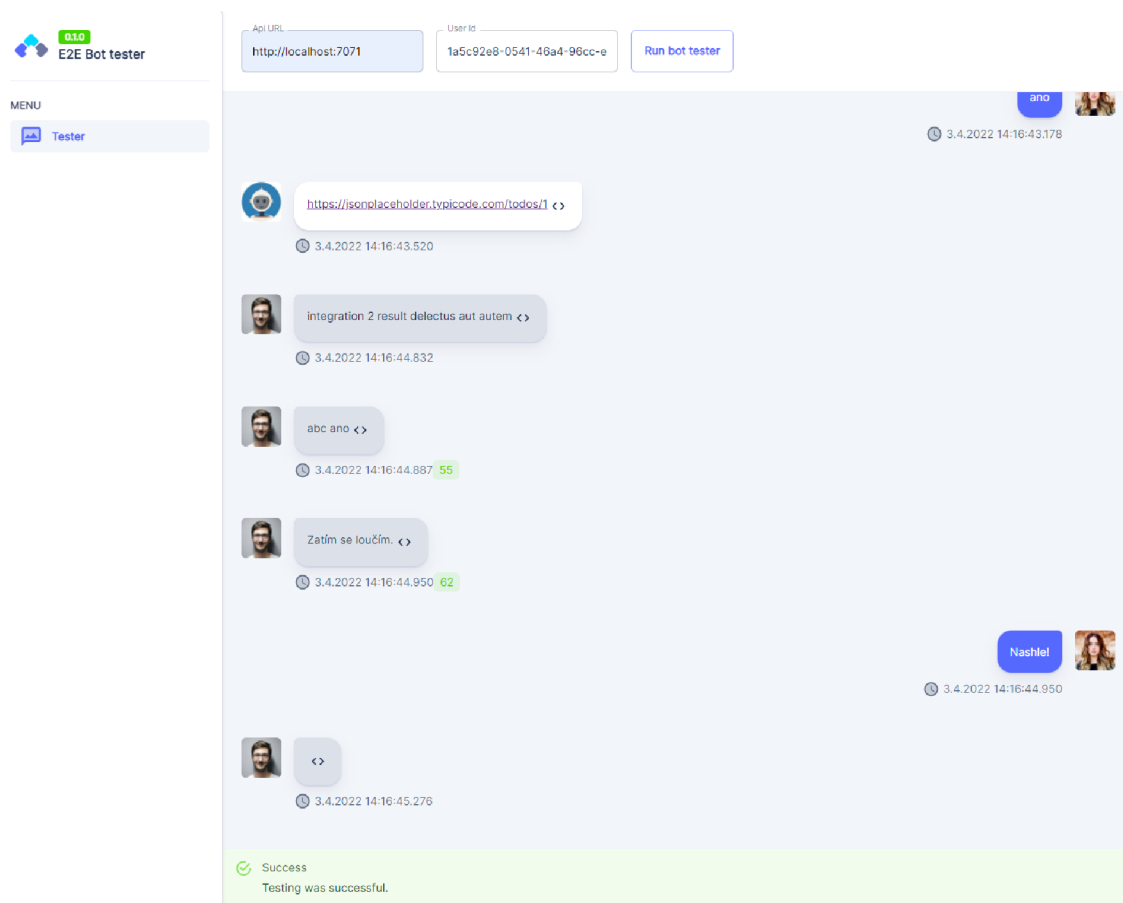 0.1.0
E2E Bot tester
MENU
Tester
Api URL
http://localhost:7071
User Id
1a5c92e8-0541-46a4-96cc-e
Run bot tester
ano
3.4.2022 14:16:43.178
https://jsonplaceholder.typicode.com/todos/1 <>
3.4.2022 14:16:43.520
integration 2 result delectus aut autem <>
3.4.2022 14:16:44.832
abc ano <>
3.4.2022 14:16:44.887 55
Zatím se loučím. <>
3.4.2022 14:16:44.950 62
Nashle!
3.4.2022 14:16:44.950
<>
3.4.2022 14:16:45.276
Success
Testing was successful.